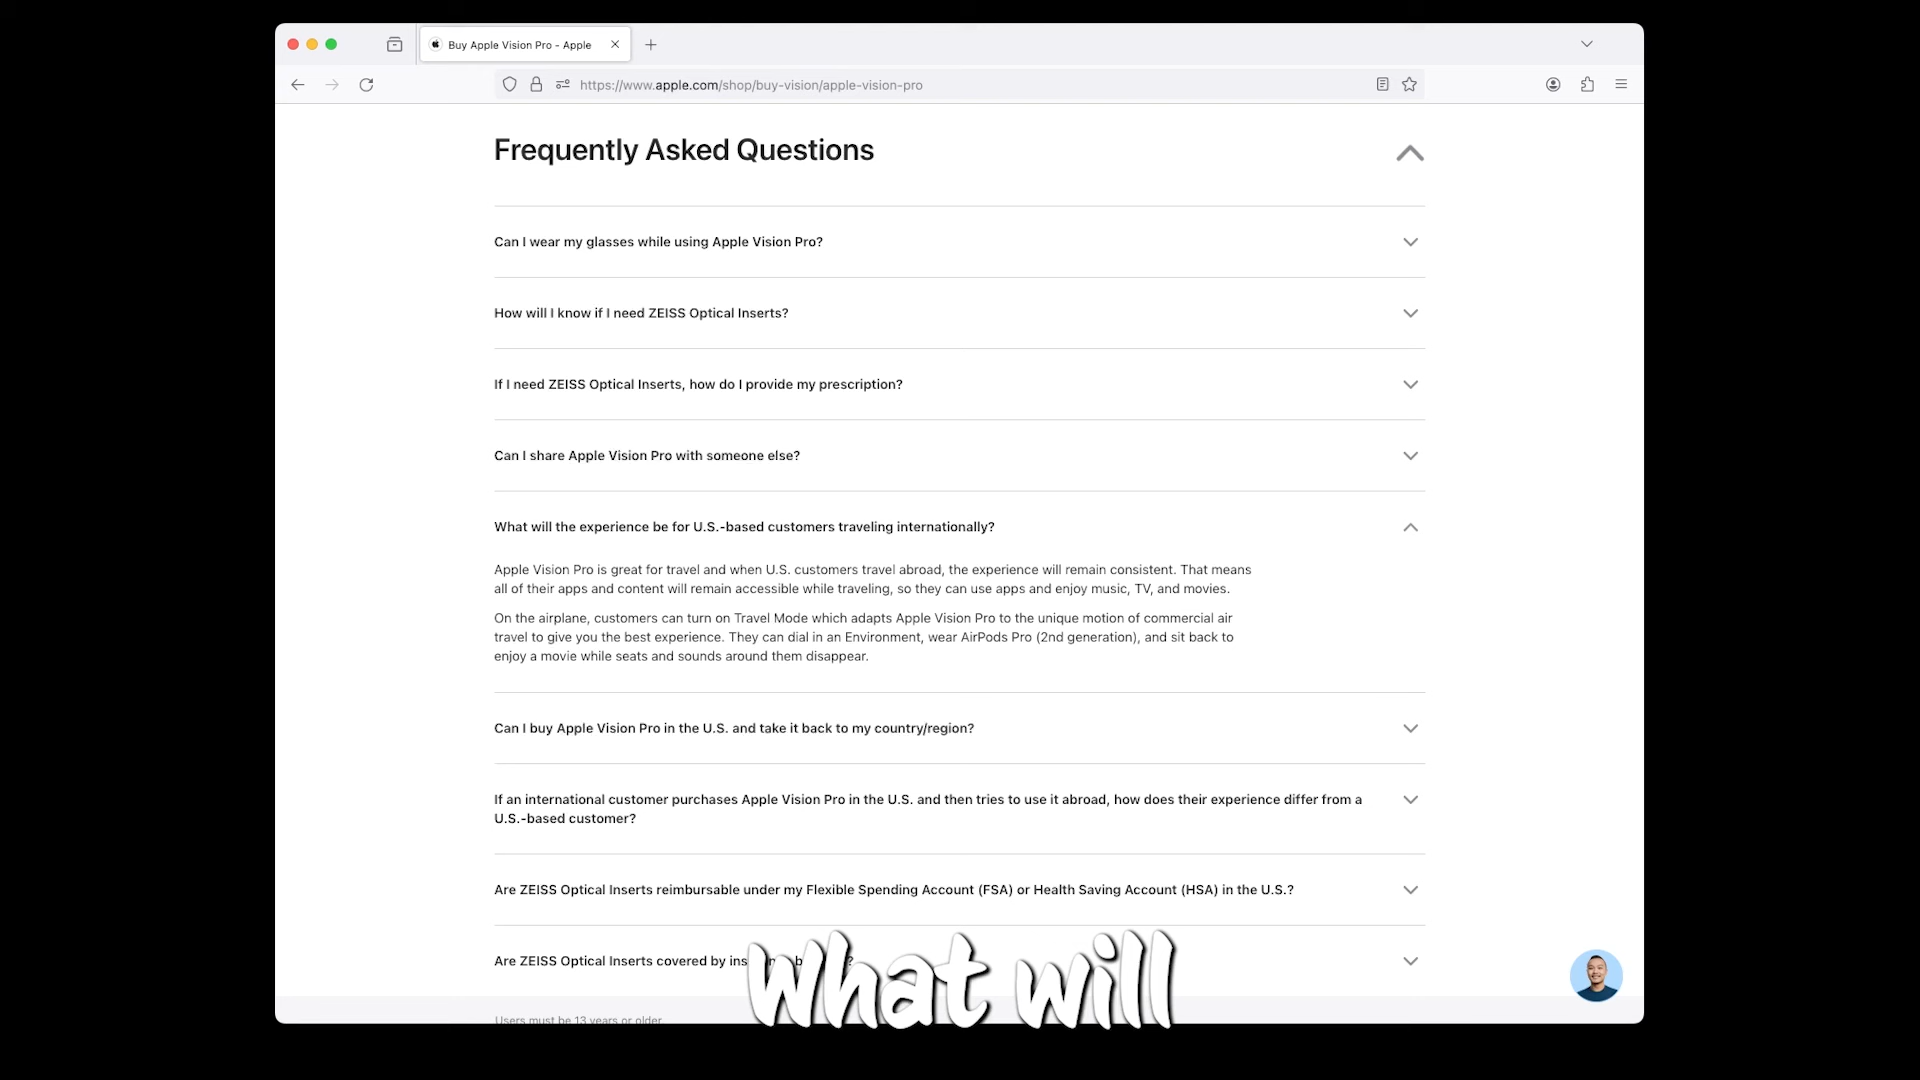 Buy Apple Vision Pro - Apple
https://www.apple.com/shop/buy-vision/apple-vision-pro
Frequently Asked Questions
Can I wear my glasses while using Apple Vision Pro?
How will I know if I need ZEISS Optical Inserts?
If I need ZEISS Optical Inserts, how do I provide my prescription?
Can I share Apple Vision Pro with someone else?
What will the experience be for U.S.-based customers traveling internationally?
Apple Vision Pro is great for travel and when U.S. customers travel abroad, the experience will remain consistent. That means
all of their apps and content will remain accessible while traveling, so they can use apps and enjoy music, TV, and movies.
On the airplane, customers can turn on Travel Mode which adapts Apple Vision Pro to the unique motion of commercial air
travel to give you the best experience. They can dial in an Environment, wear AirPods Pro (2nd generation), and sit back to
enjoy a movie while seats and sounds around them disappear.
Can I buy Apple Vision Pro in the U.S. and take it back to my country/region?
If an international customer purchases Apple Vision Pro in the U.S. and then tries to use it abroad, how does their experience differ from a
U.S.-based customer?
Are ZEISS Optical Inserts reimbursable under my Flexible Spending Account (FSA) or Health Saving Account (HSA) in the U.S.?
Are ZEISS Optical Inserts covered by
What will
Users must be 13 years or older.